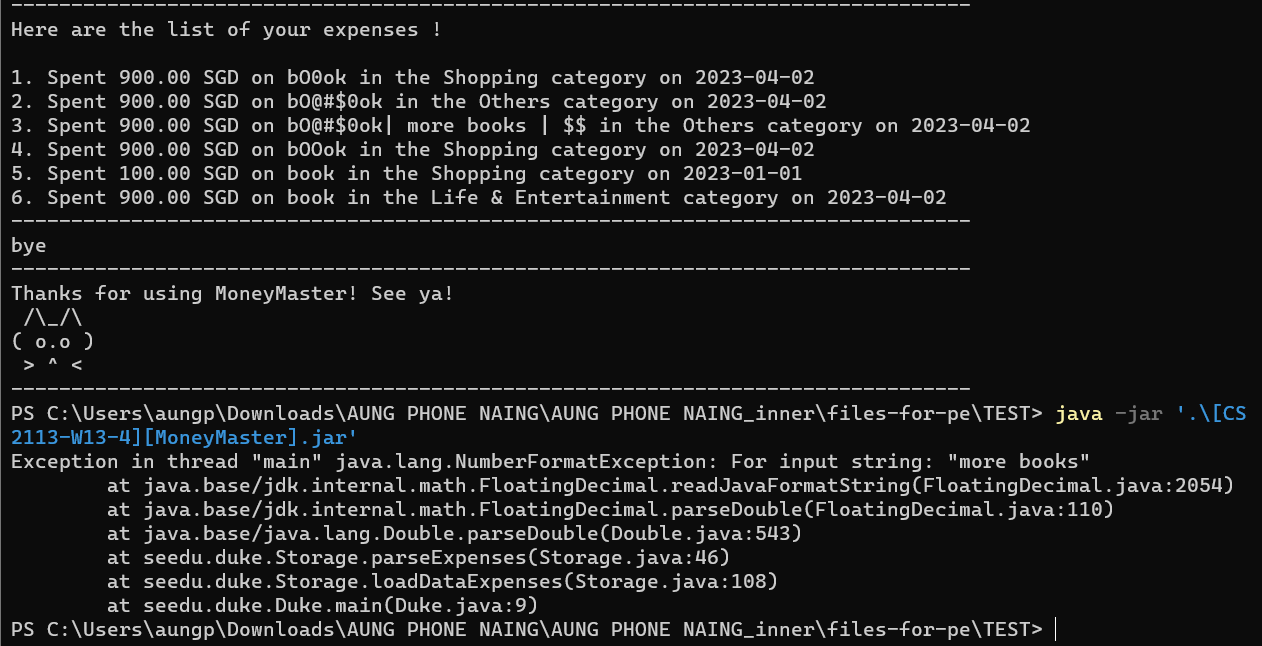 --------------------------------------------------------------------------------
Here are the list of your expenses !
1. Spent 900.00 SGD on bO0ok in the Shopping category on 2023-04-02
2. Spent 900.00 SGD on bO@#$0ok in the Others category on 2023-04-02
3. Spent 900.00 SGD on bO@#$0ok| more books | $$ in the Others category on 2023-04-02
4. Spent 900.00 SGD on bOOok in the Shopping category on 2023-04-02
5. Spent 100.00 SGD on book in the Shopping category on 2023-01-01
6. Spent 900.00 SGD on book in the Life & Entertainment category on 2023-04-02
--------------------------------------------------------------------------------
bye
--------------------------------------------------------------------------------
Thanks for using MoneyMaster! See ya!
 /\_/\
( o.o )
 > ^ <
--------------------------------------------------------------------------------
PS C:\Users\aungp\Downloads\AUNG PHONE NAING\AUNG PHONE NAING_inner\files-for-pe\TEST> java -jar '.\[CS
2113-W13-4][MoneyMaster].jar'
Exception in thread "main" java.lang.NumberFormatException: For input string: "more books"
        at java.base/jdk.internal.math.FloatingDecimal.readJavaFormatString(FloatingDecimal.java:2054)
        at java.base/jdk.internal.math.FloatingDecimal.parseDouble(FloatingDecimal.java:110)
        at java.base/java.lang.Double.parseDouble(Double.java:543)
        at seedu.duke.Storage.parseExpenses(Storage.java:46)
        at seedu.duke.Storage.loadDataExpenses(Storage.java:108)
        at seedu.duke.Duke.main(Duke.java:9)
PS C:\Users\aungp\Downloads\AUNG PHONE NAING\AUNG PHONE NAING_inner\files-for-pe\TEST>